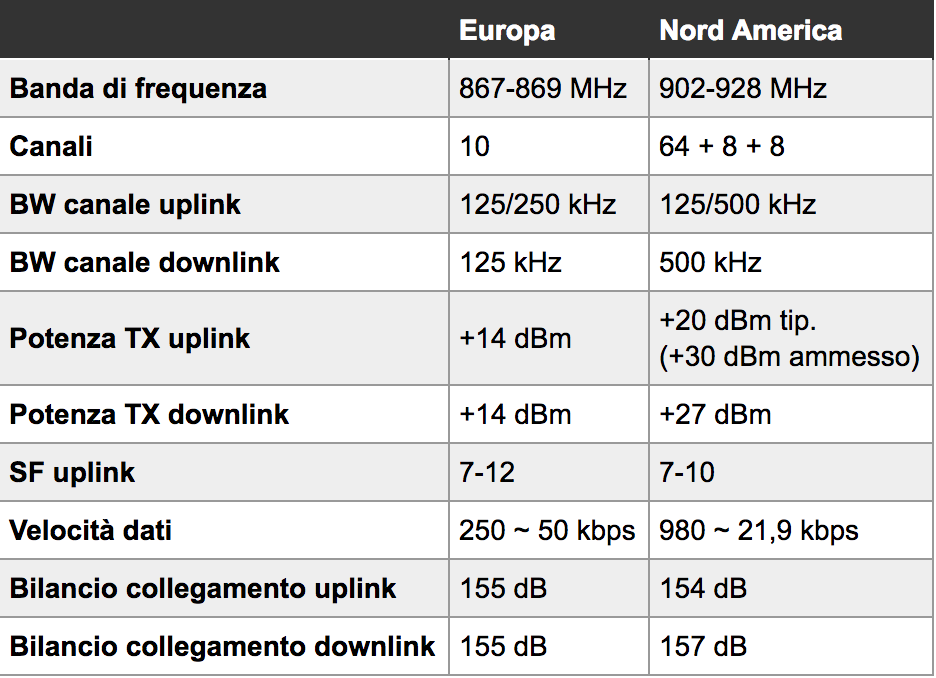 Europa Nord America
Banda di frequenza 867-869 MHz 902-928 MHz
Canali 10 64 + 8 + 8
BW canale uplink 125/250 kHz 125/500 kHz
BW canale downlink 125 kHz 500 kHz
Potenza TX uplink +14 dBm +20 dBm tip.
(+30 dBm ammesso)
Potenza TX downlink +14 dBm +27 dBm
SF uplink 7-12 7-10
Velocità dati 250 ~ 50 kbps 980 ~ 21,9 kbps
Bilancio collegamento uplink 155 dB 154 dB
Bilancio collegamento downlink 155 dB 157 dB